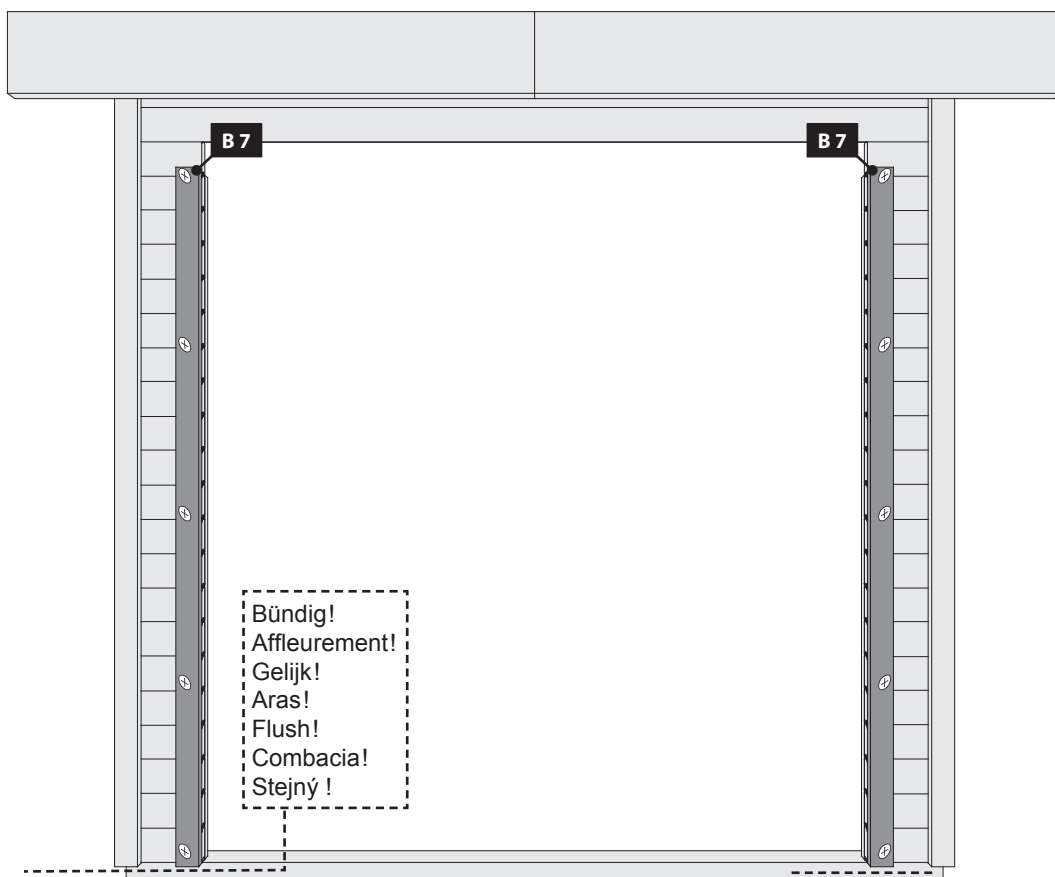 B 7
B 7
Bündig!
Affleurement!
Gelijk!
Aras!
Flush!
Combacia!
Stejný !